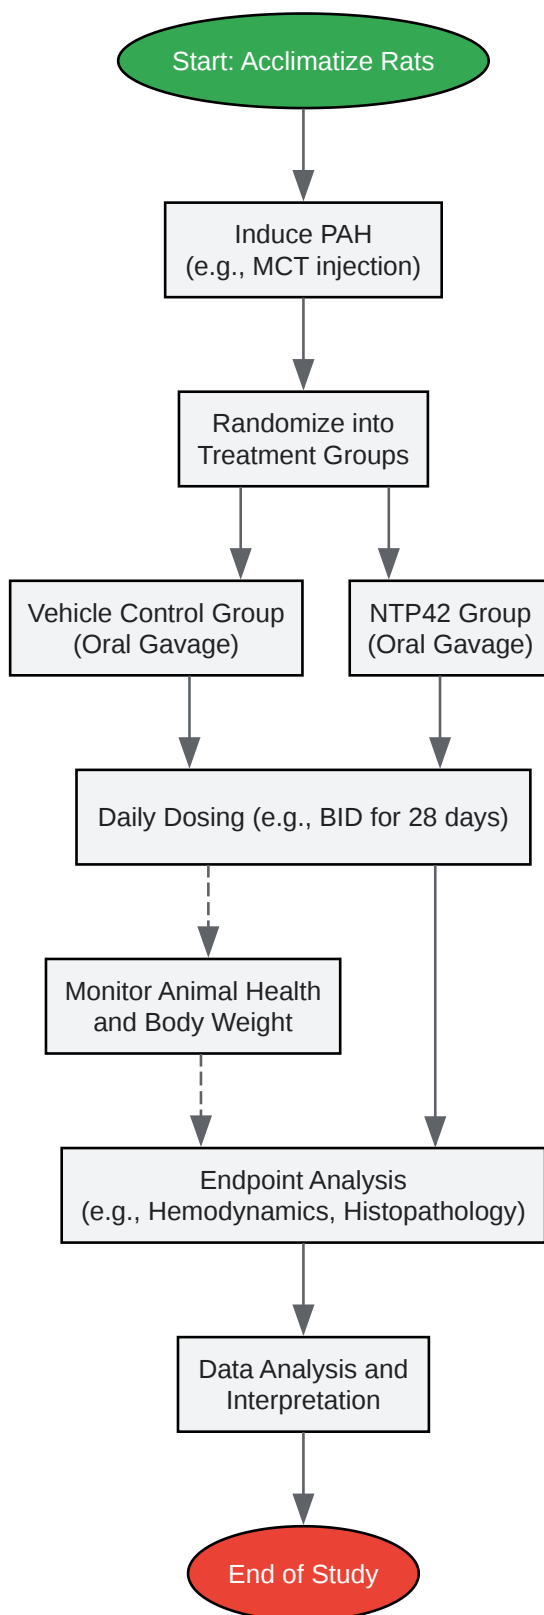 Start: Acclimatize Rats
Induce PAH
(e.g., MCT injection)
Randomize into
Treatment Groups
Vehicle Control Group
(Oral Gavage)
NTP42 Group
(Oral Gavage)
Daily Dosing (e.g., BID for 28 days)
Monitor Animal Health
and Body Weight
Endpoint Analysis
(e.g., Hemodynamics, Histopathology)
Data Analysis and
Interpretation
End of Study